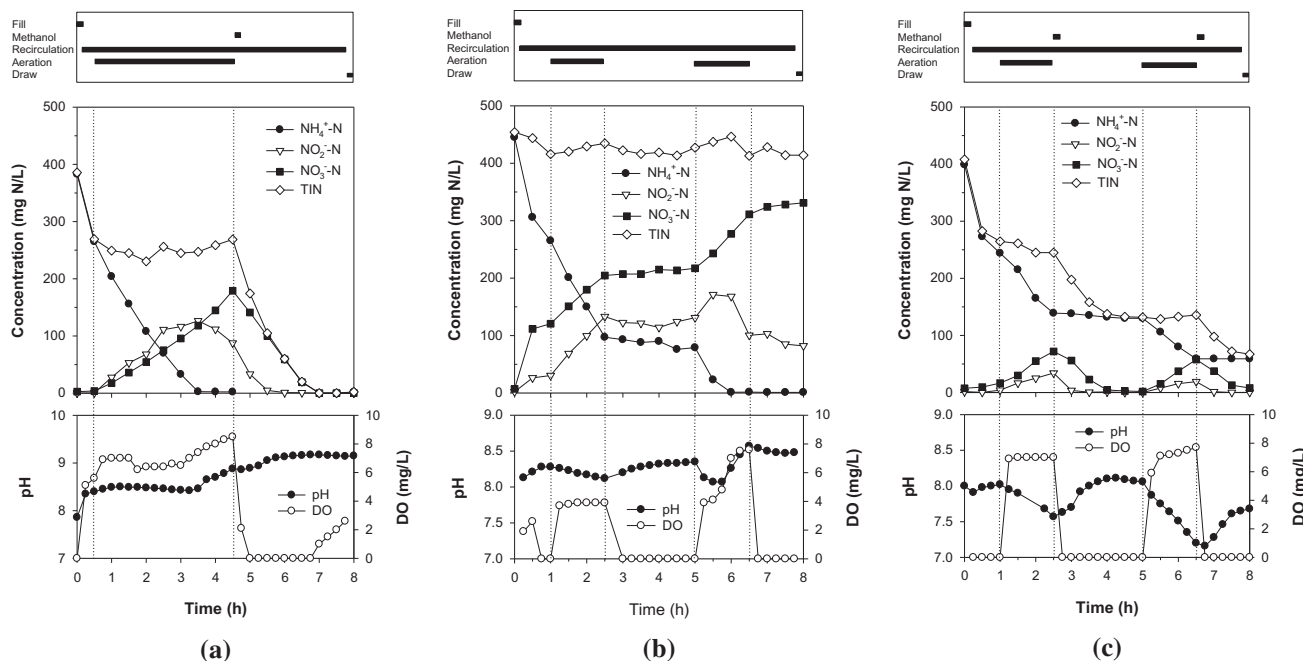 Fill
Methanol
Recirculation
Aeration
Draw
500
400
300
200
100
0
Concentration (mg N/L)
NH₄⁺-N
NO₂⁻-N
NO₃⁻-N
TIN
10
9
8
7
pH
pH
DO
10
8
6
4
2
0
DO (mg/L)
0 1 2 3 4 5 6 7 8
Time (h)
(a)
Fill
Methanol
Recirculation
Aeration
Draw
500
400
300
200
100
0
Concentration (mg N/L)
NH₄⁺-N
NO₂⁻-N
NO₃⁻-N
TIN
9.0
8.5
8.0
7.5
7.0
pH
pH
DO
10
8
6
4
2
0
DO (mg/L)
0 1 2 3 4 5 6 7 8
Time (h)
(b)
Fill
Methanol
Recirculation
Aeration
Draw
500
400
300
200
100
0
Concentration (mg N/L)
NH₄⁺-N
NO₂⁻-N
NO₃⁻-N
TIN
9.0
8.5
8.0
7.5
7.0
pH
pH
DO
10
8
6
4
2
0
DO (mg/L)
0 1 2 3 4 5 6 7 8
Time (h)
(c)